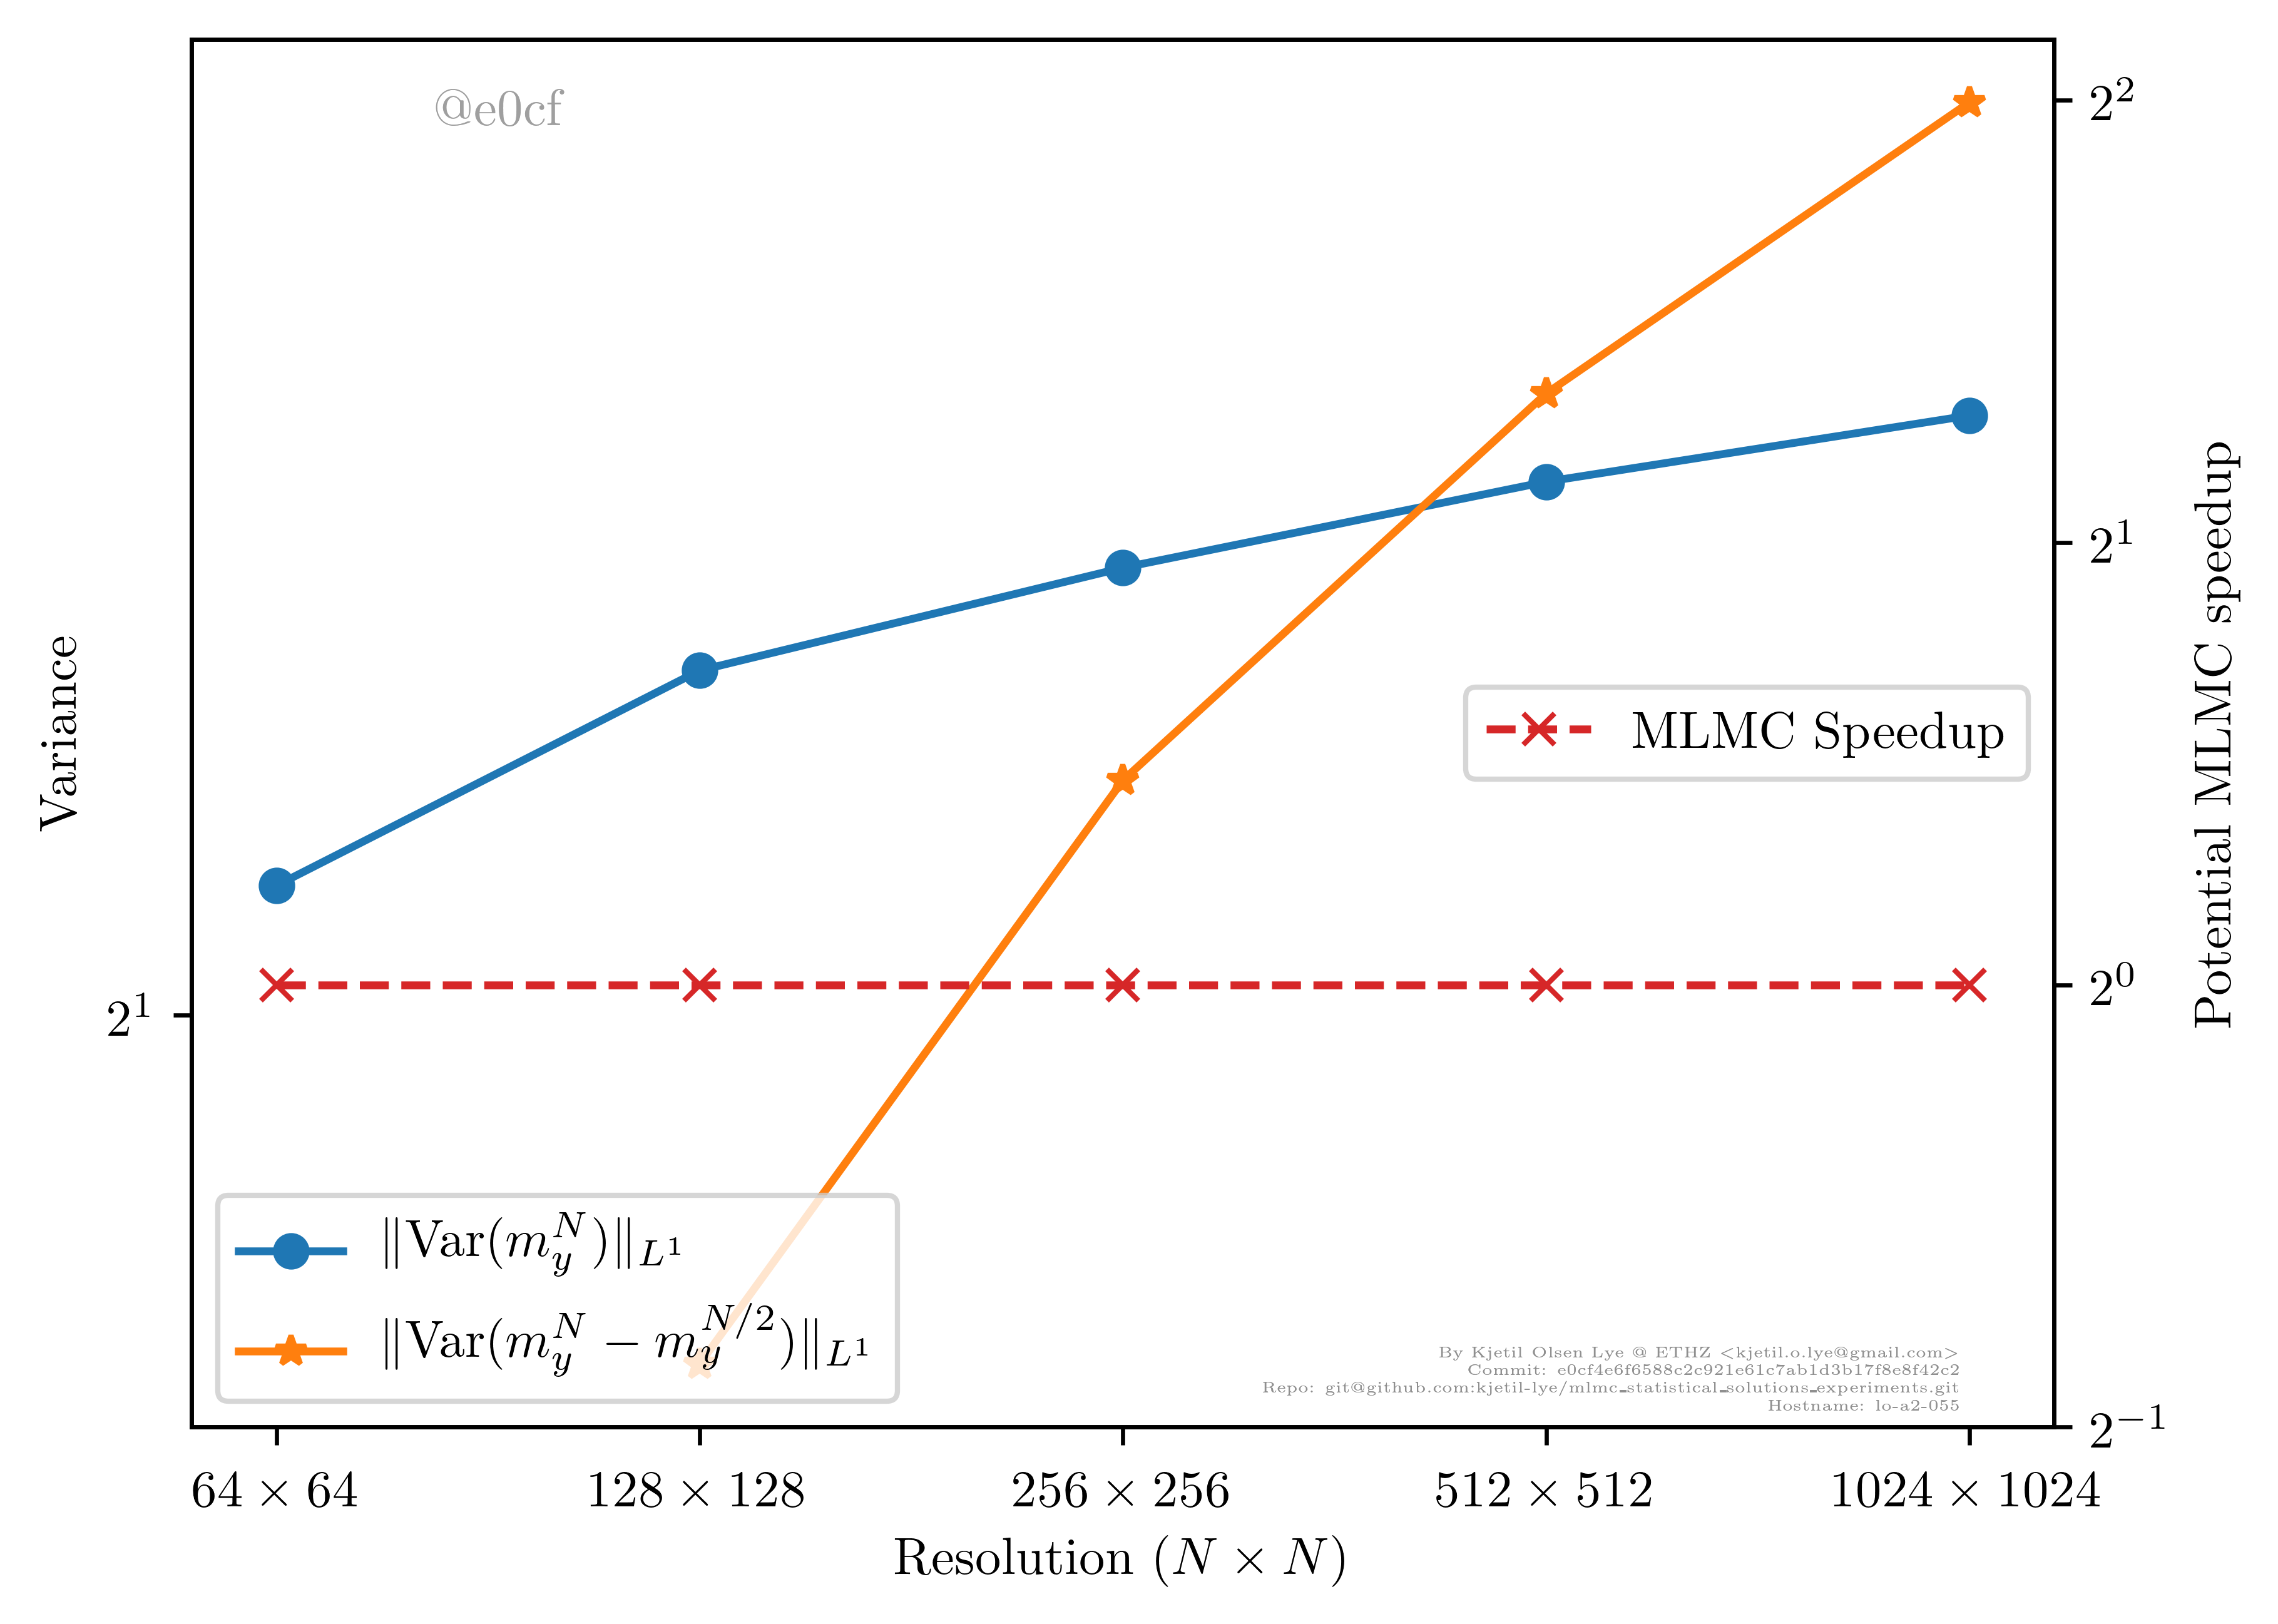 @e0cf
2^2
2^1
2^0
2^{-1}
Potential MLMC speedup
Variance
2^1
MLMC Speedup
‖Var(m_y^N)‖_{L^1}
‖Var(m_y^N − m_y^{N/2})‖_{L^1}
By Kjetil Olsen Lye @ ETHZ <kjetil.o.lye@gmail.com>
Commit: e0cf4e6f6588c2c921e61c7ab1d3b17f8e8f42c2
Repo: git@github.com:kjetil-lye/mlmc_statistical_solutions_experiments.git
Hostname: lo-a2-055
64 × 64 128 × 128 256 × 256 512 × 512 1024 × 1024
Resolution (N × N)